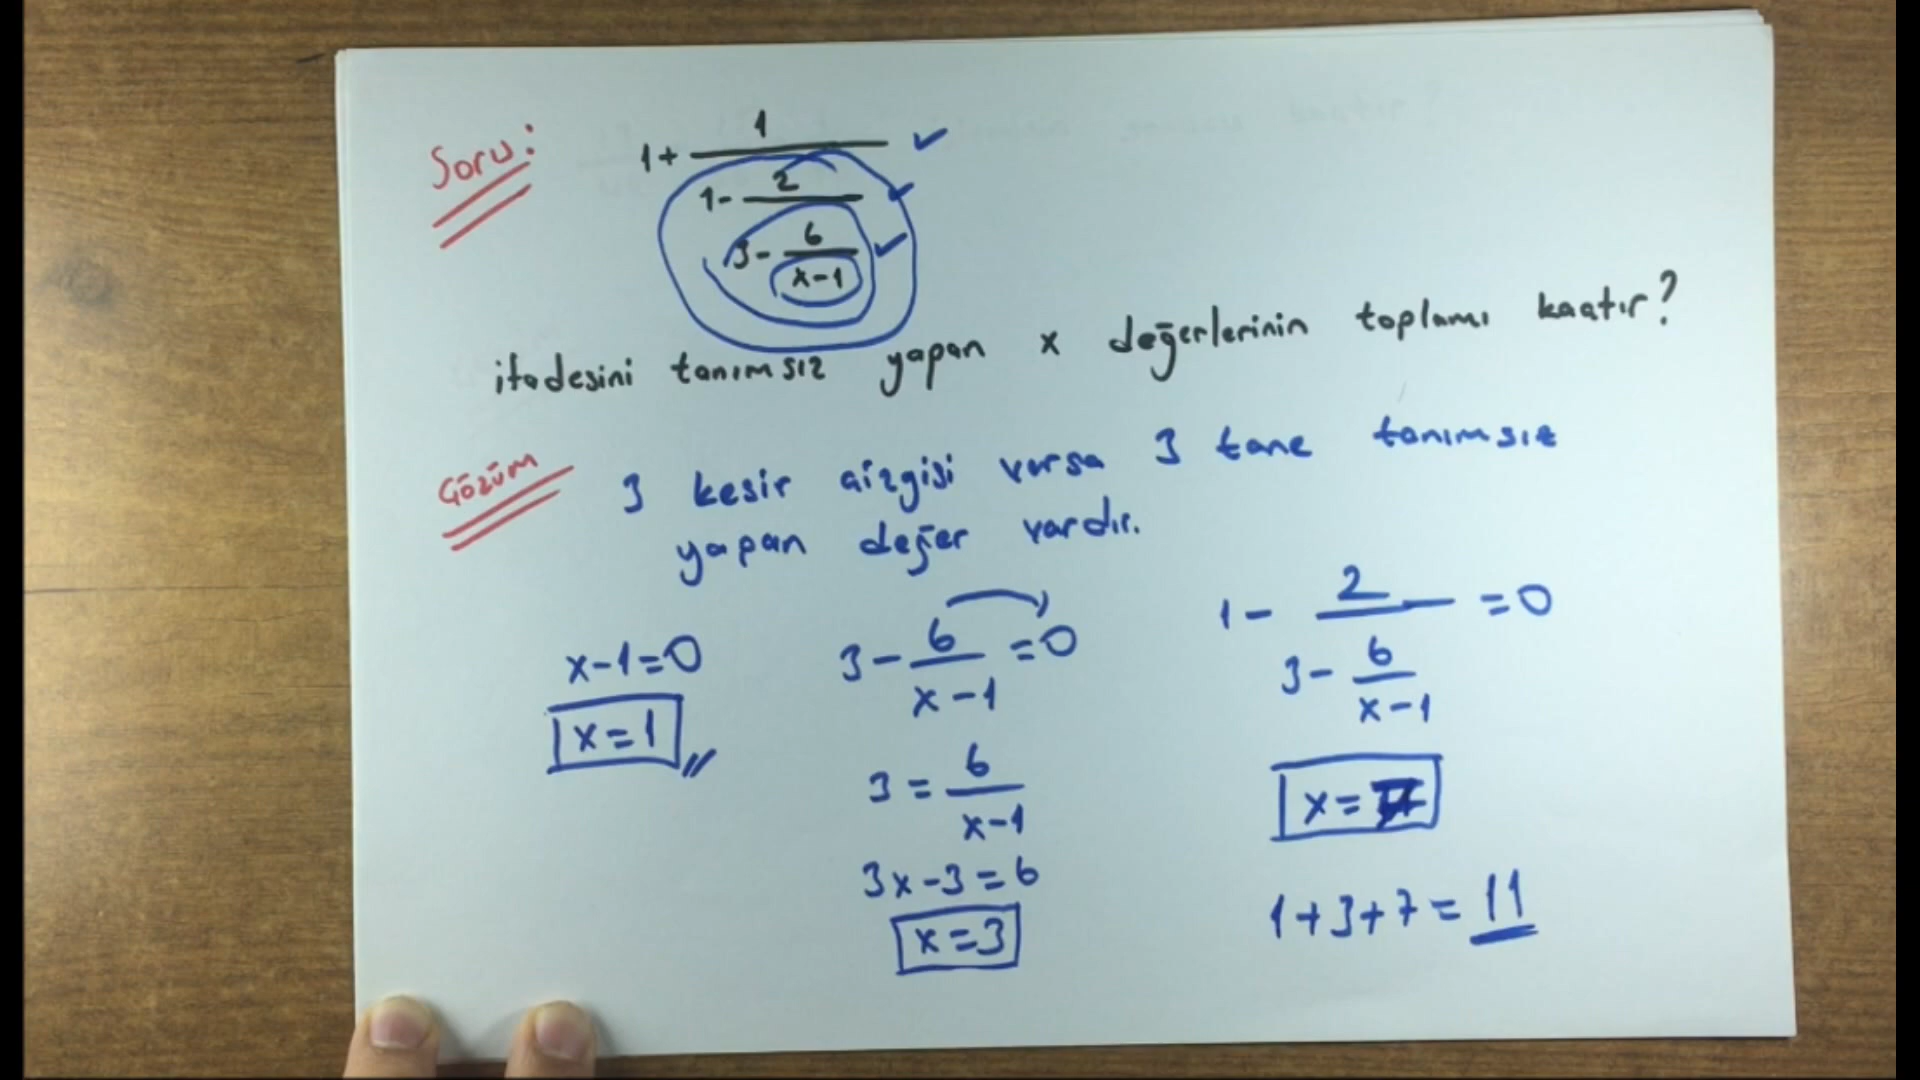 Soru:
1+ 1
1- 2
3- 6
x-1
ifadesini tanımsız yapan x değerlerinin toplamı kaçtır?
Çözüm
3 kesir çizgisi varsa 3 tane tanımsız
yapan değer vardır.
x-1=0
x=1
3- 6/(x-1) =0
3 = 6/(x-1)
3x-3=6
x=3
1- 2/(3- 6/(x-1)) =0
x=
1+3+7=11